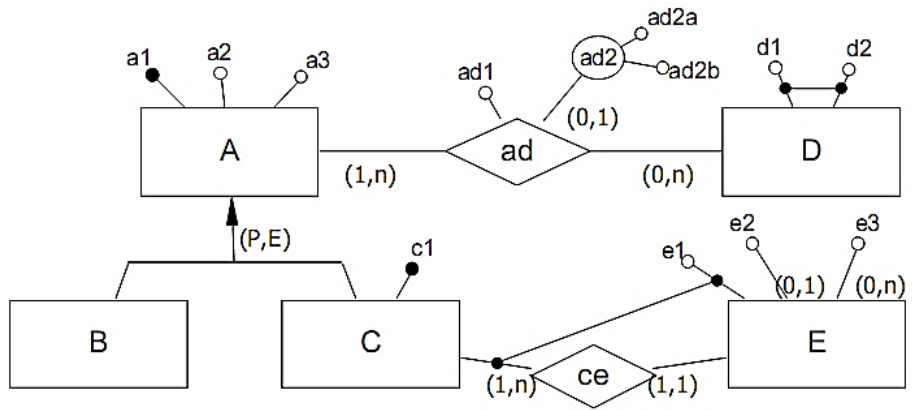 a1
a2
a3
ad1
ad2
ad2a
ad2b
d1
d2
(0,1)
A
ad
D
(1,n)
(0,n)
(P,E)
c1
e1
e2
e3
(0,1)
(0,n)
B
C
E
ce
(1,n)
(1,1)